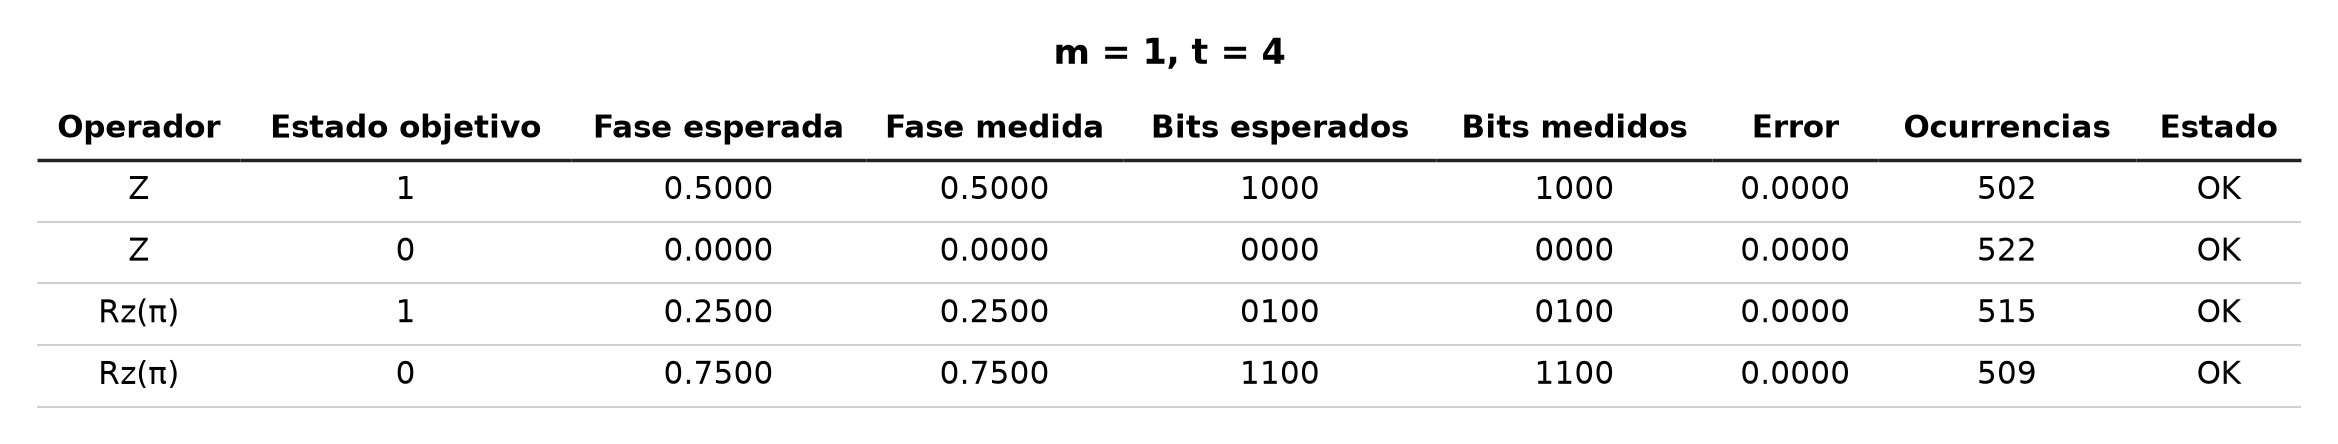 m = 1, t = 4
Operador Estado objetivo Fase esperada Fase medida Bits esperados Bits medidos Error Ocurrencias Estado
Z 1 0.5000 0.5000 1000 1000 0.0000 502 OK
Z 0 0.0000 0.0000 0000 0000 0.0000 522 OK
Rz(π) 1 0.2500 0.2500 0100 0100 0.0000 515 OK
Rz(π) 0 0.7500 0.7500 1100 1100 0.0000 509 OK